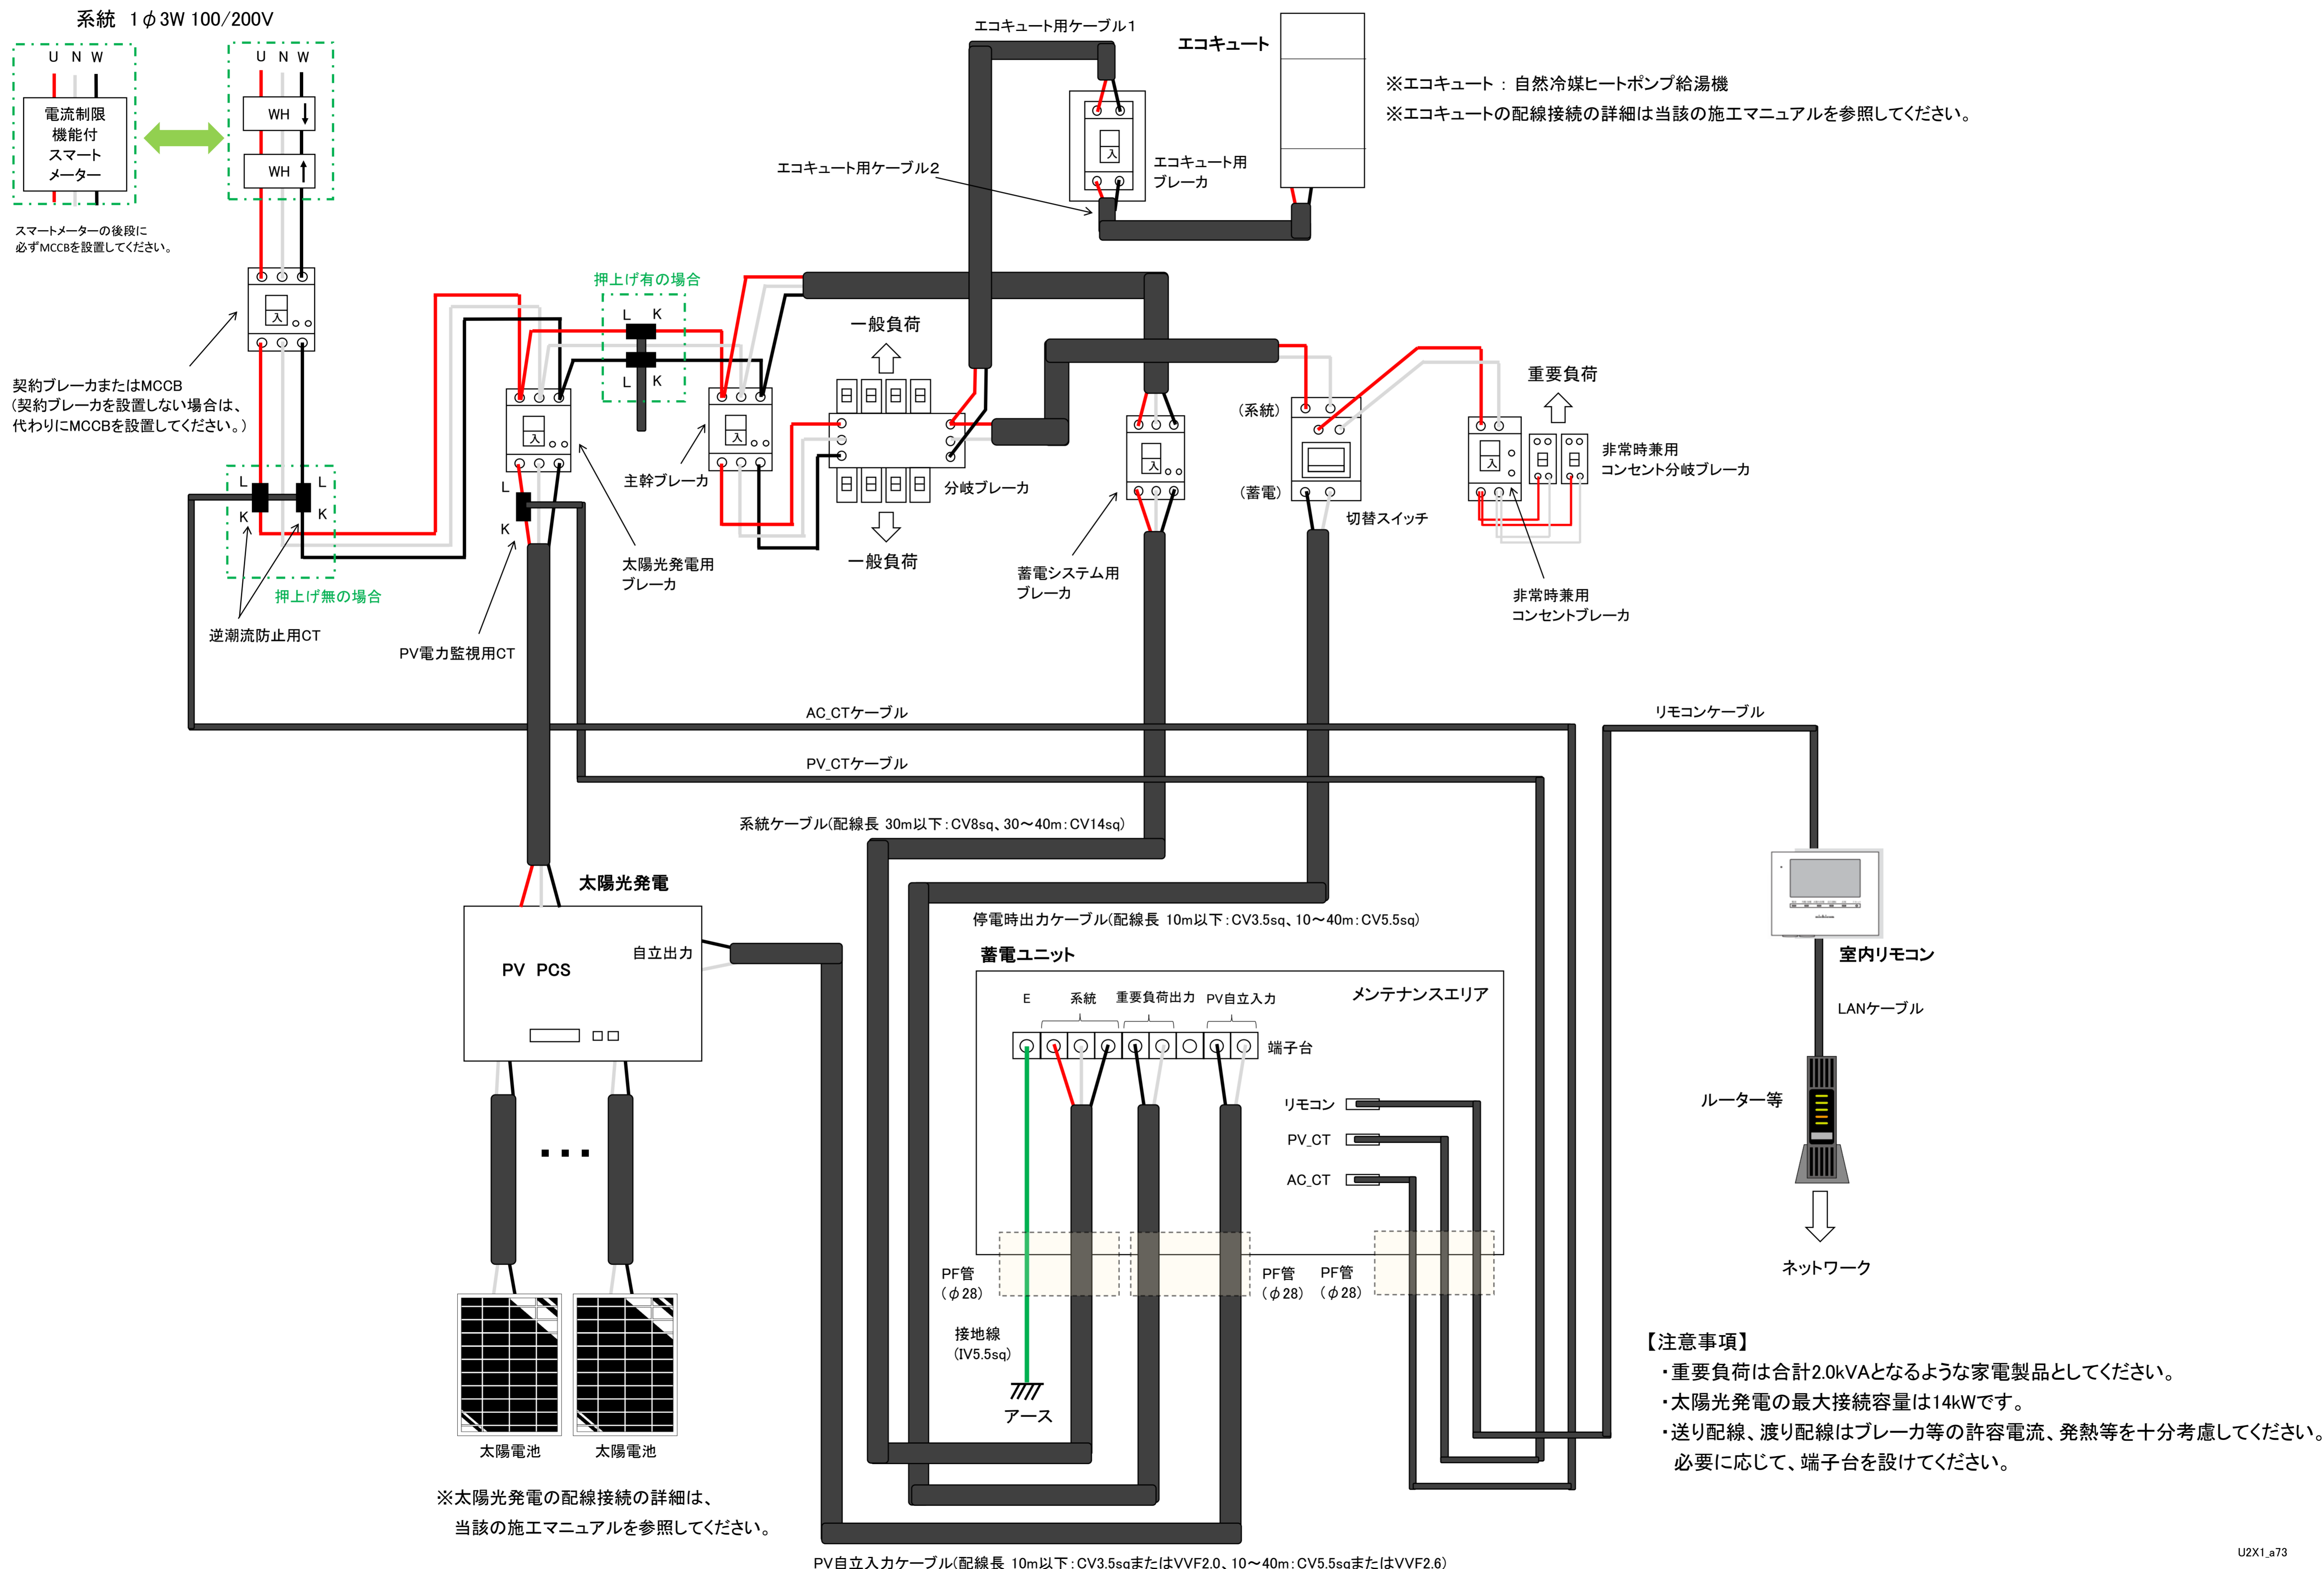 系統 1φ3W 100/200V
U N W
U N W
電流制限
機能付
スマート
メーター
WH
WH
スマートメーターの後段に
必ずMCCBを設置してください。
入
契約ブレーカまたはMCCB
(契約ブレーカを設置しない場合は、
代わりにMCCBを設置してください。)
L
L
K
K
押上げ無の場合
逆潮流防止用CT
入
L
K
PV電力監視用CT
太陽光発電用
ブレーカ
押上げ有の場合
L K
L K
入
主幹ブレーカ
一般負荷
分岐ブレーカ
一般負荷
エコキュート用ケーブル1
エコキュート用ケーブル2
入
エコキュート用
ブレーカ
エコキュート
※エコキュート : 自然冷媒ヒートポンプ給湯機
※エコキュートの配線接続の詳細は当該の施工マニュアルを参照してください。
入
蓄電システム用
ブレーカ
(系統)
(蓄電)
切替スイッチ
重要負荷
入
非常時兼用
コンセント分岐ブレーカ
非常時兼用
コンセントブレーカ
AC_CTケーブル
リモコンケーブル
PV_CTケーブル
系統ケーブル(配線長 30m以下:CV8sq、30~40m:CV14sq)
停電時出力ケーブル(配線長 10m以下:CV3.5sq、10~40m:CV5.5sq)
太陽光発電
自立出力
PV PCS
太陽電池
太陽電池
※太陽光発電の配線接続の詳細は、
当該の施工マニュアルを参照してください。
蓄電ユニット
メンテナンスエリア
E
系統
重要負荷出力
PV自立入力
端子台
リモコン
PV_CT
AC_CT
PF管
(φ28)
PF管
(φ28)
PF管
(φ28)
接地線
(IV5.5sq)
アース
PV自立入力ケーブル(配線長 10m以下:CV3.5sqまたはVVF2.0、10~40m:CV5.5sqまたはVVF2.6)
室内リモコン
LANケーブル
ルーター等
ネットワーク
【注意事項】
・重要負荷は合計2.0kVAとなるような家電製品としてください。
・太陽光発電の最大接続容量は14kWです。
・送り配線、渡り配線はブレーカ等の許容電流、発熱等を十分考慮してください。
必要に応じて、端子台を設けてください。
U2X1_a73